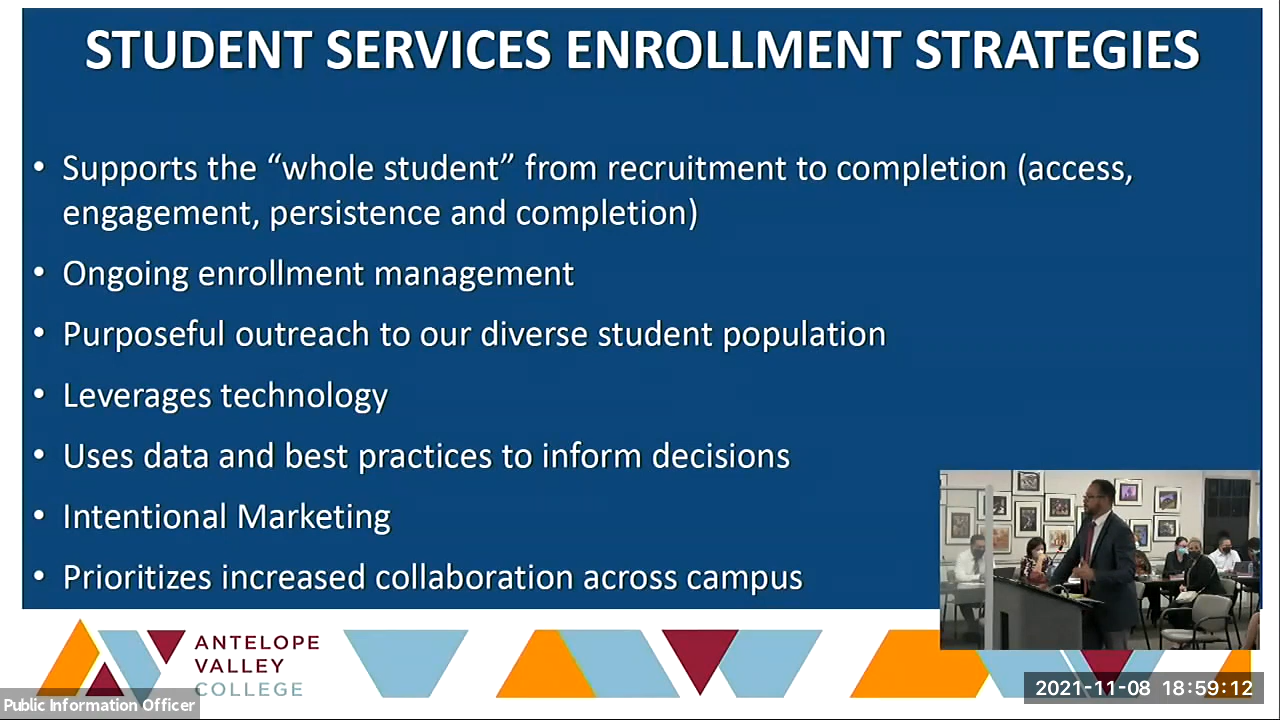 STUDENT SERVICES ENROLLMENT STRATEGIES
• Supports the “whole student” from recruitment to completion (access,
engagement, persistence and completion)
• Ongoing enrollment management
• Purposeful outreach to our diverse student population
• Leverages technology
• Uses data and best practices to inform decisions
• Intentional Marketing
• Prioritizes increased collaboration across campus
ANTELOPE
VALLEY
COLLEGE
Public Information Officer
2021-11-08 18:59:12